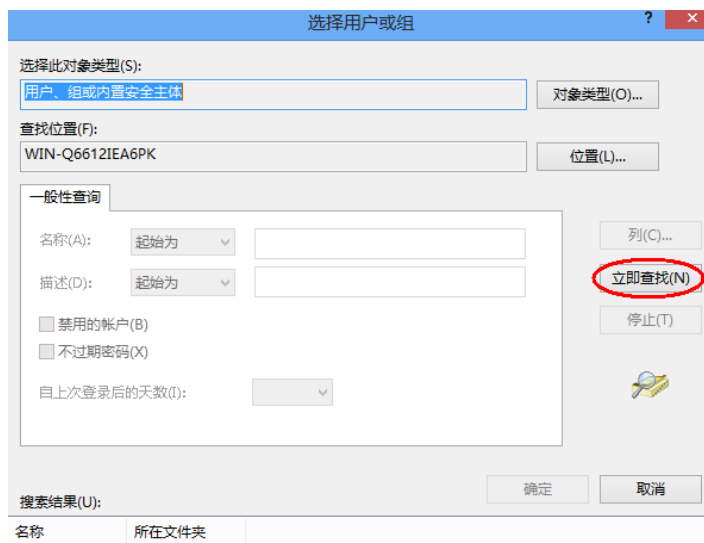 选择用户或组
? ×
选择此对象类型(S):
用户、组或内置安全主体
对象类型(O)...
查找位置(F):
WIN-Q6612IEA6PK
位置(L)...
一般性查询
名称(A):
起始为
列(C)...
描述(D):
起始为
立即查找(N)
禁用的帐户(B)
停止(T)
不过期密码(X)
自上次登录后的天数(I):
确定
取消
搜索结果(U):
名称 所在文件夹